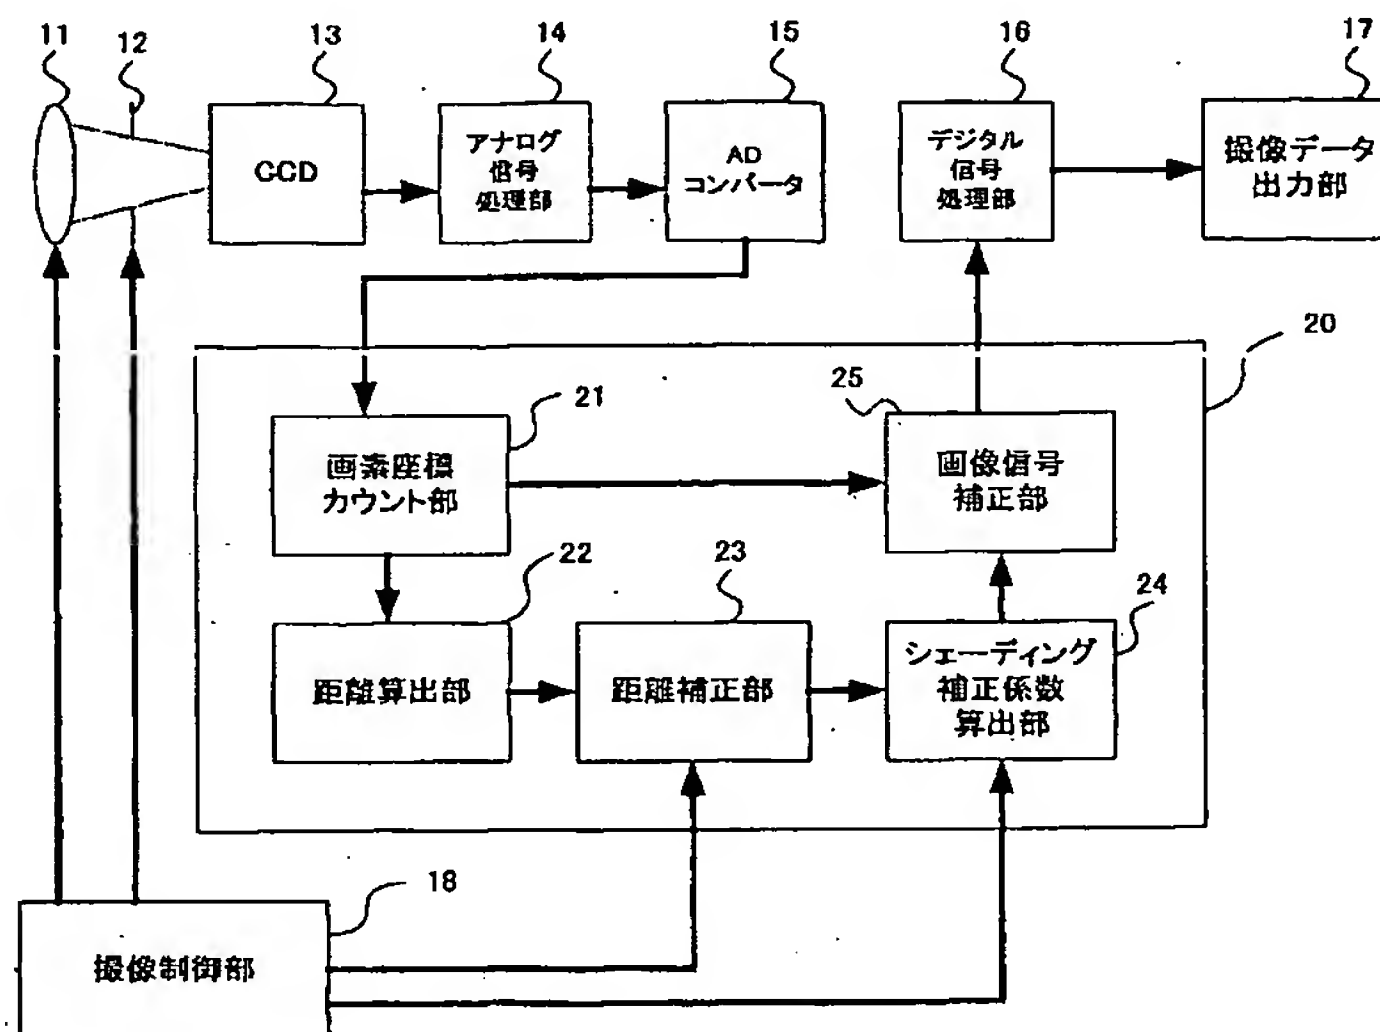 11
12
13
14
15
16
17
CCD
アナログ
信号
処理部
AD
コンバータ
デジタル
信号
処理部
撮像データ
出力部
20
21
25
画素座標
カウント部
画像信号
補正部
22
23
24
距離算出部
距離補正部
シェーディング
補正係数
算出部
18
撮像制御部